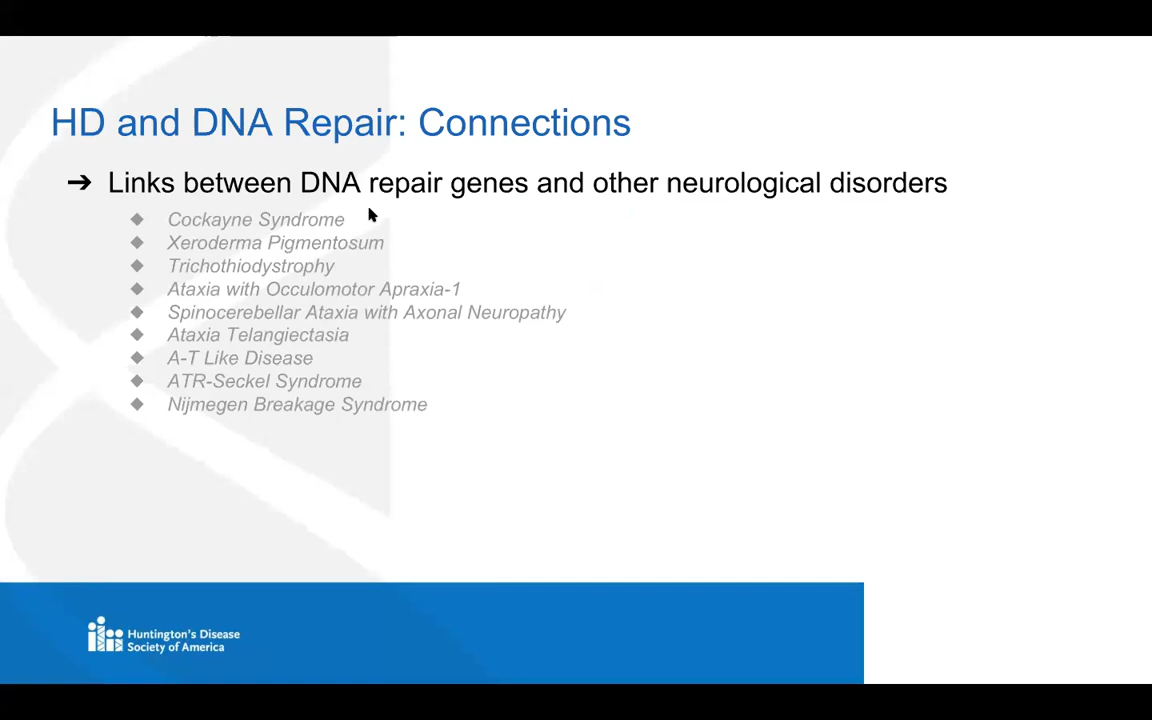 HD and DNA Repair: Connections
➔ Links between DNA repair genes and other neurological disorders
◆ Cockayne Syndrome
◆ Xeroderma Pigmentosum
◆ Trichothiodystrophy
◆ Ataxia with Occulomotor Apraxia-1
◆ Spinocerebellar Ataxia with Axonal Neuropathy
◆ Ataxia Telangiectasia
◆ A-T Like Disease
◆ ATR-Seckel Syndrome
◆ Nijmegen Breakage Syndrome
Huntington's Disease
Society of America